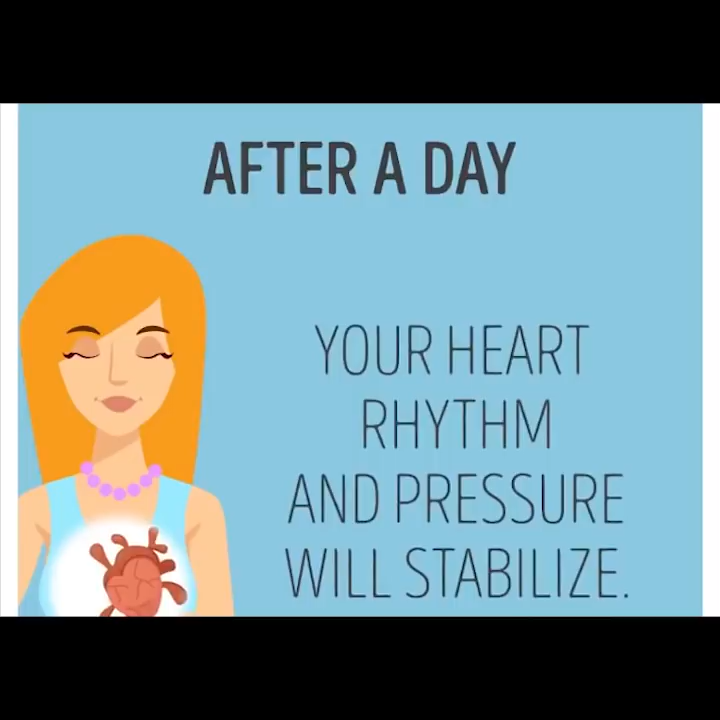 AFTER A DAY
YOUR HEART
RHYTHM
AND PRESSURE
WILL STABILIZE.